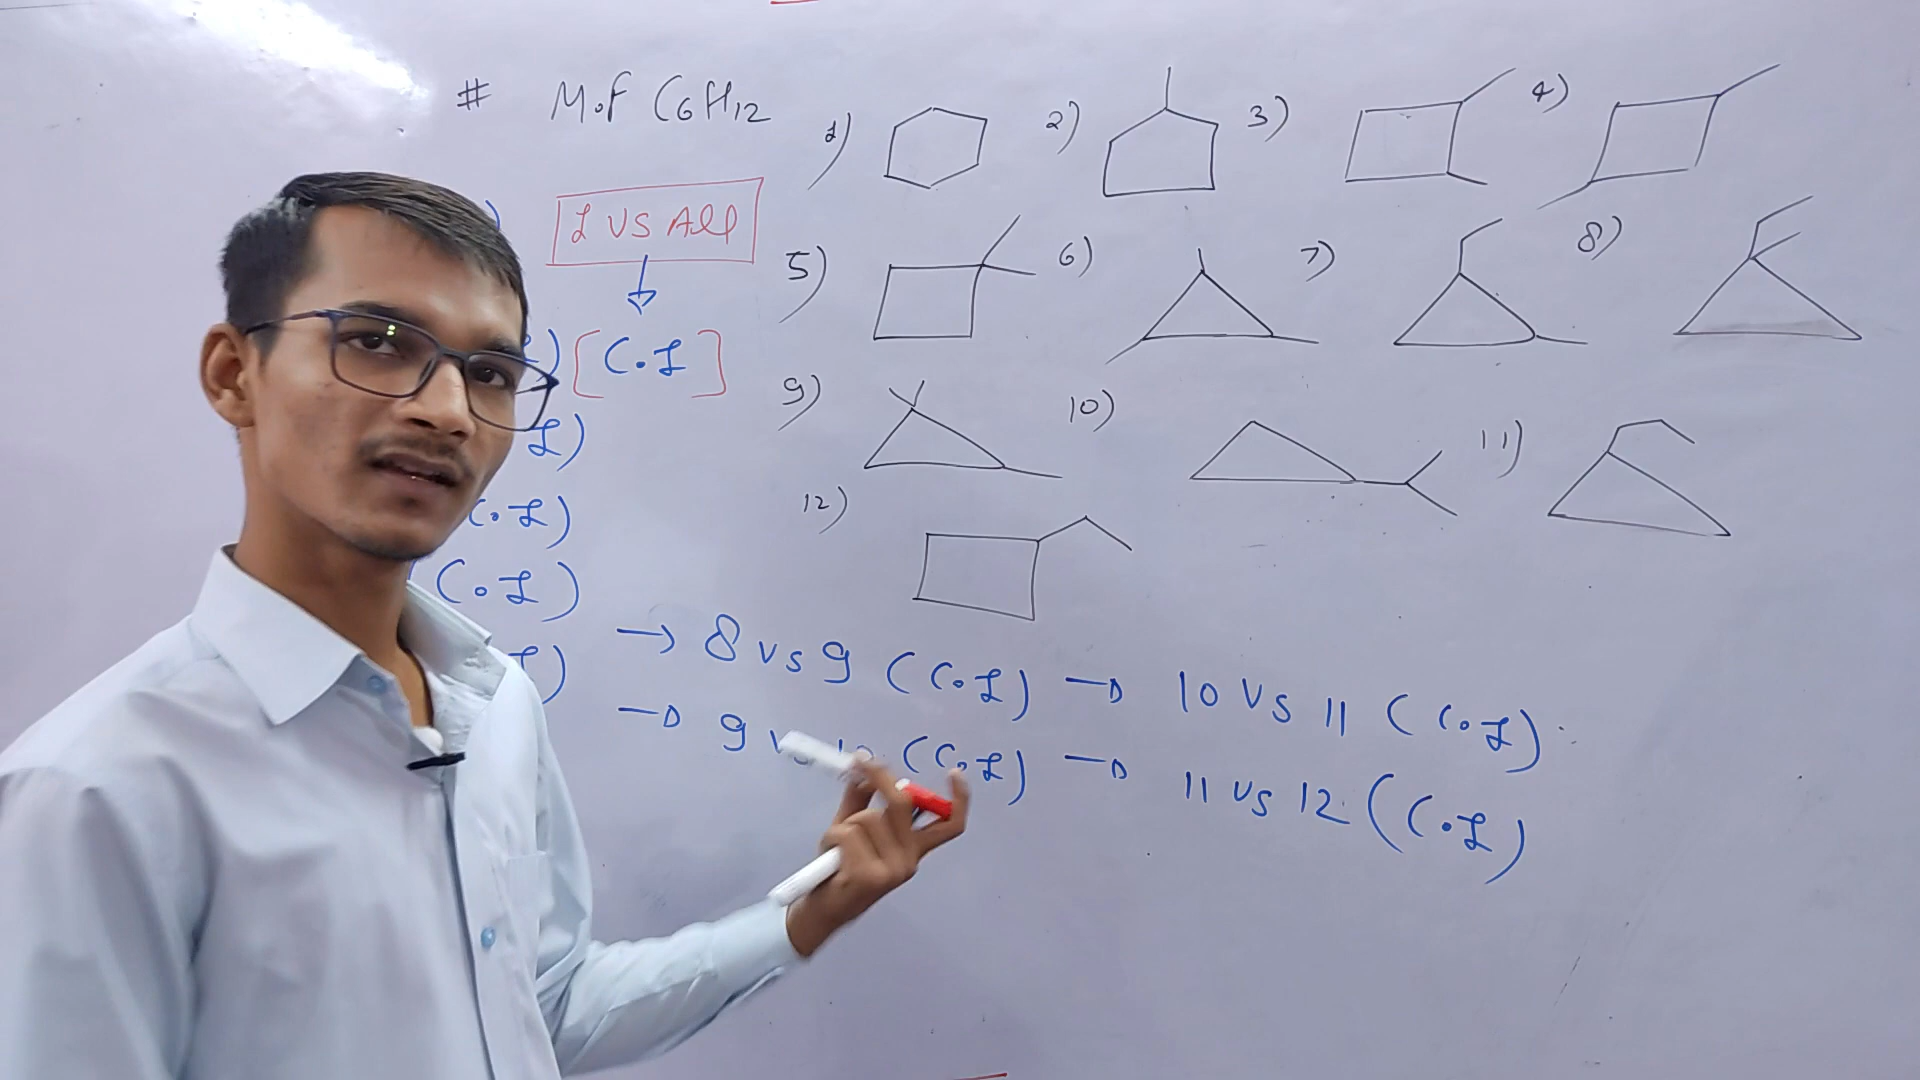 # M.F C6H12
1) 2) 3) 4)
I VS All
5) 6) 7) 8)
[C.I]
9) 10) 11)
I)
12)
C.I)
(C.I)
I)
→ 8 vs 9 (C.I) → 10 VS 11 (C.I)
→ 9 (C.I) → 11 vs 12 (C.I)